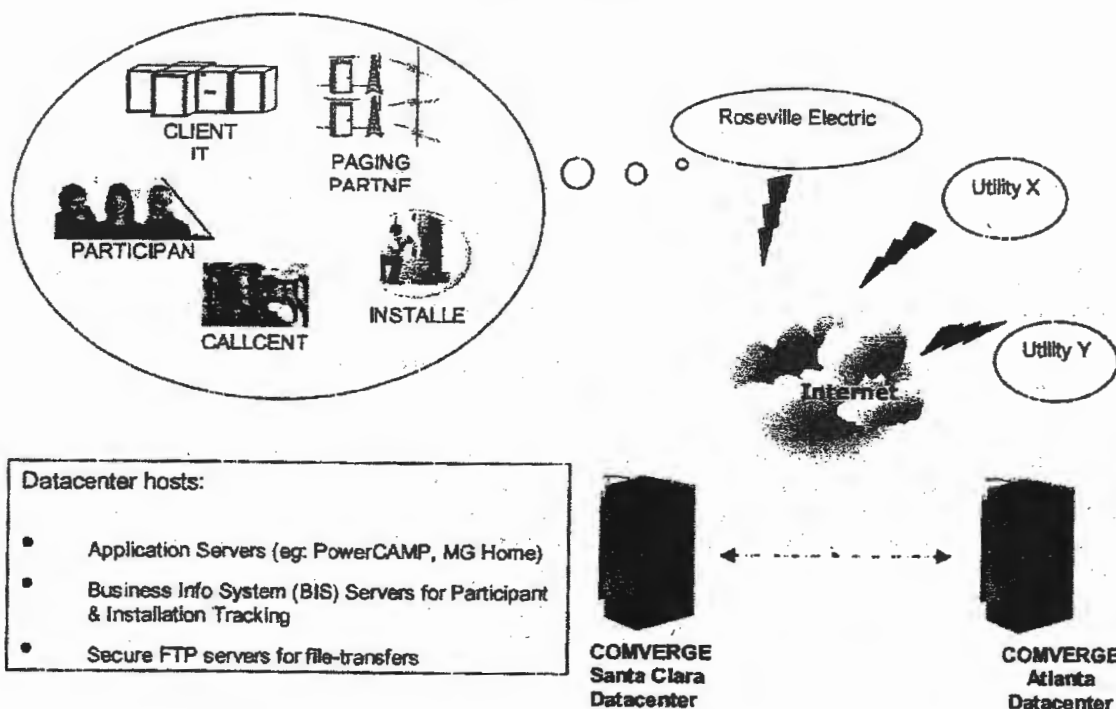 CLIENT
IT
PAGING
PARTNE
PARTICIPAN
CALLCENT
INSTALLE
Roseville Electric
Utility X
Utility Y
Internet
Datacenter hosts:
• Application Servers (eg: PowerCAMP, MG Home)
• Business Info System (BIS) Servers for Participant
& Installation Tracking
• Secure FTP servers for file-transfers
COMVERGE
Santa Clara
Datacenter
COMVERGE
Atlanta
Datacenter